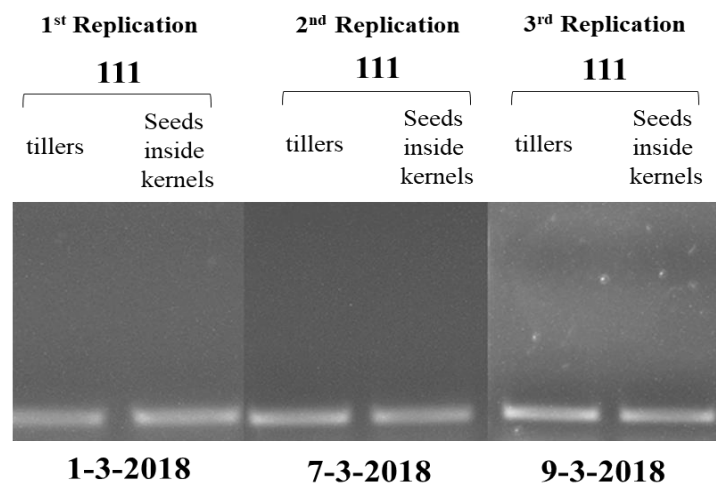 1st Replication
2nd Replication
3rd Replication
111
111
111
tillers
Seeds
inside
kernels
tillers
Seeds
inside
kernels
tillers
Seeds
inside
kernels
1-3-2018
7-3-2018
9-3-2018